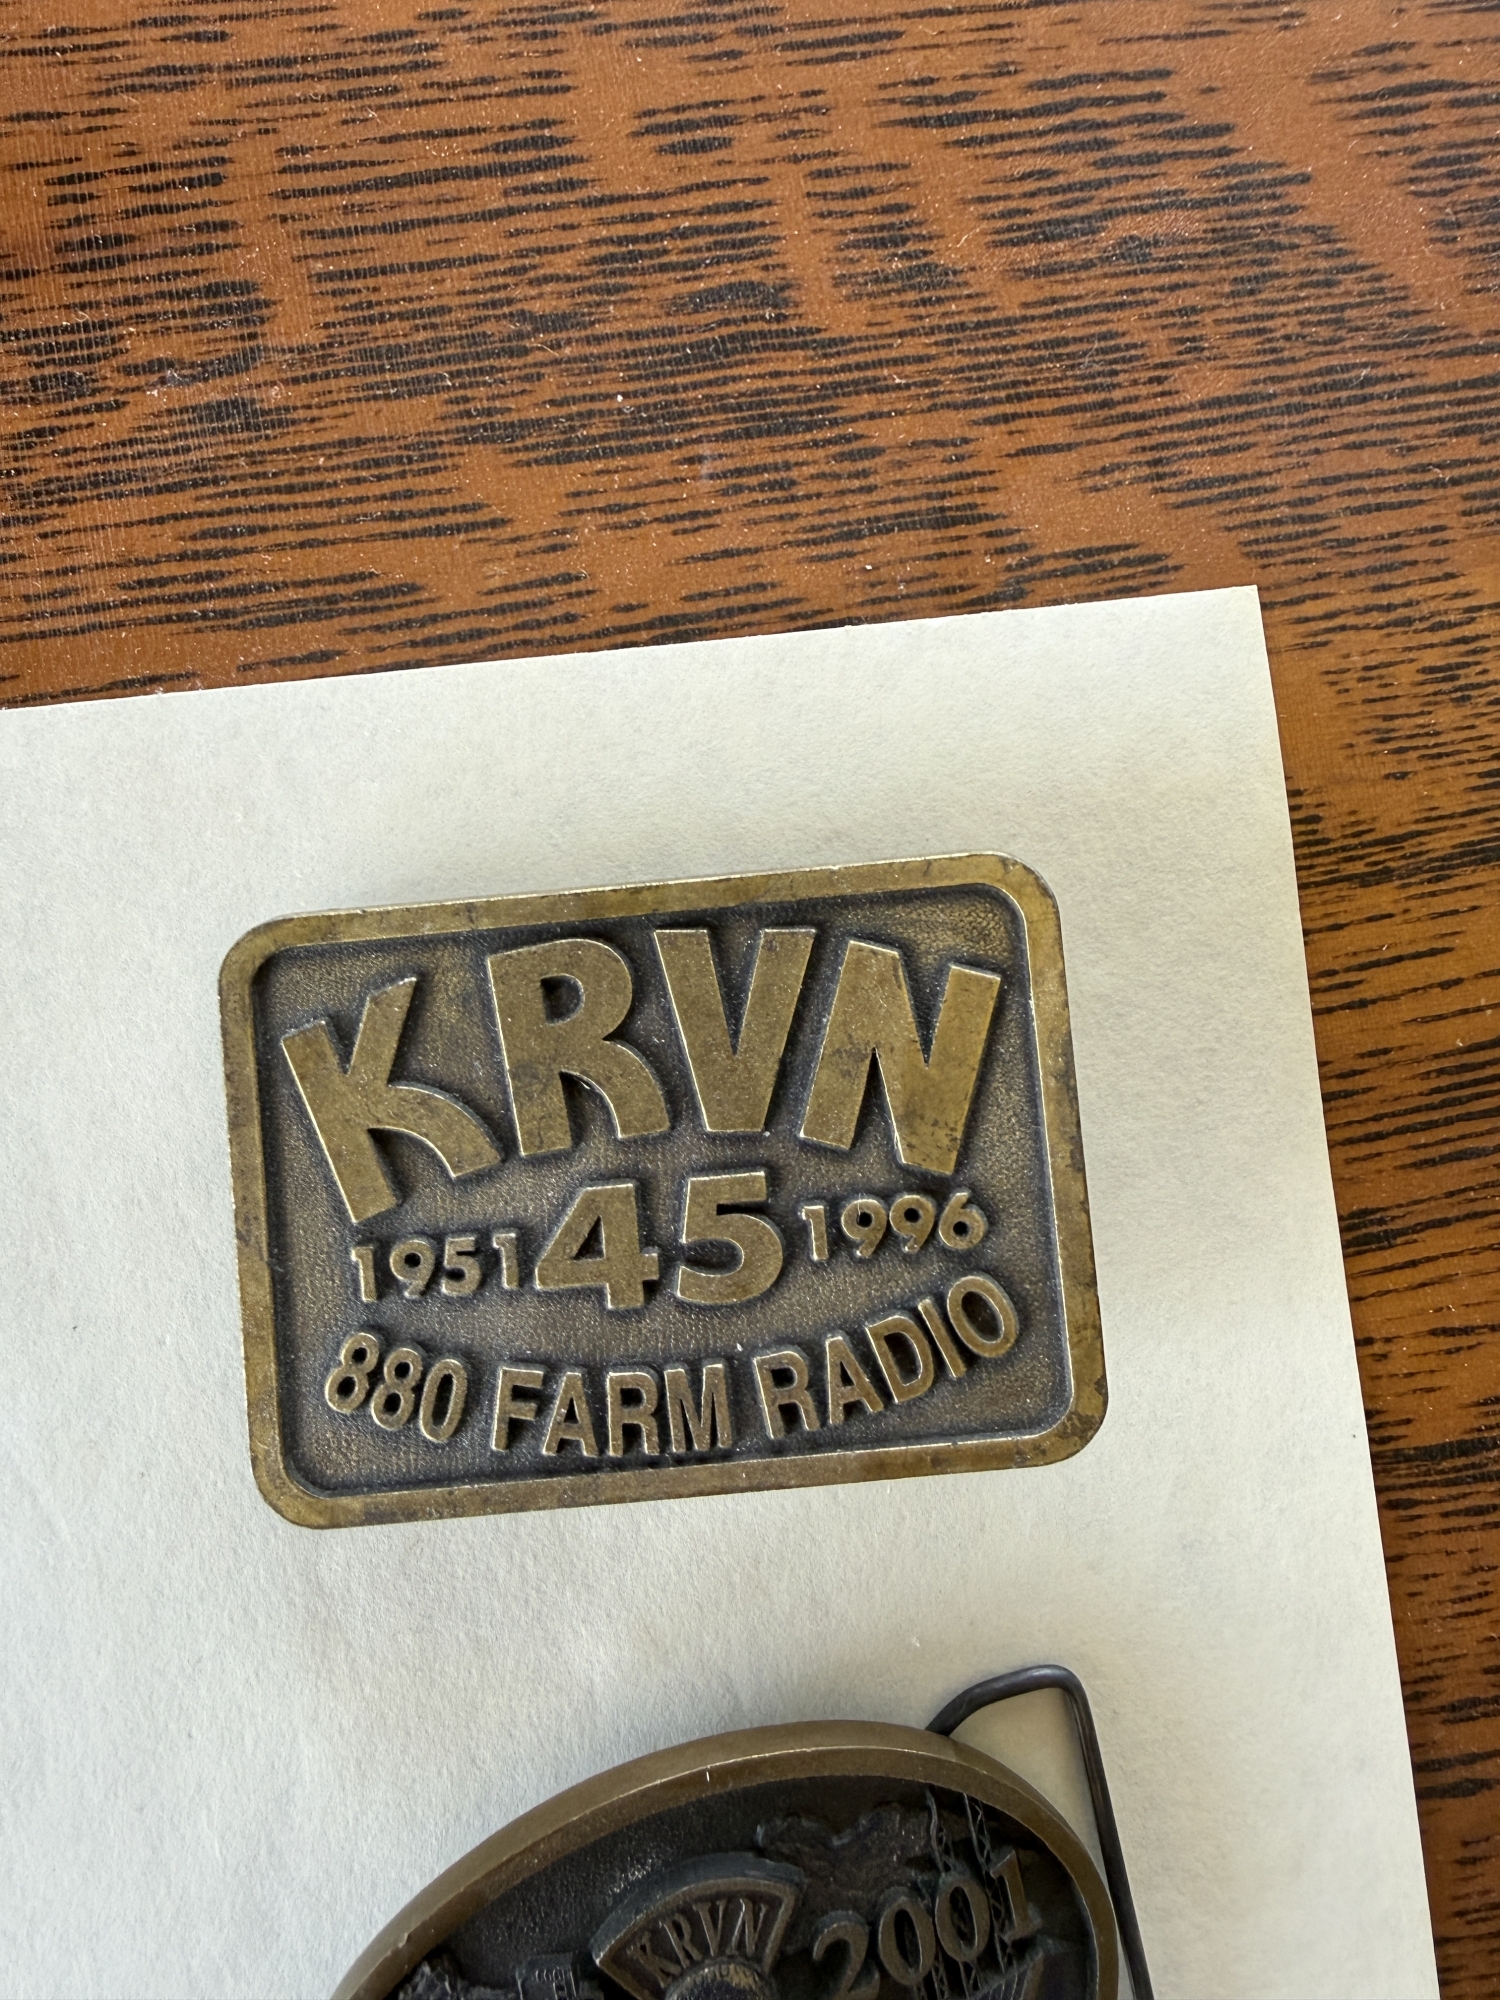 KRVN
1951 45 1996
880 FARM RADIO
KRVN 2001